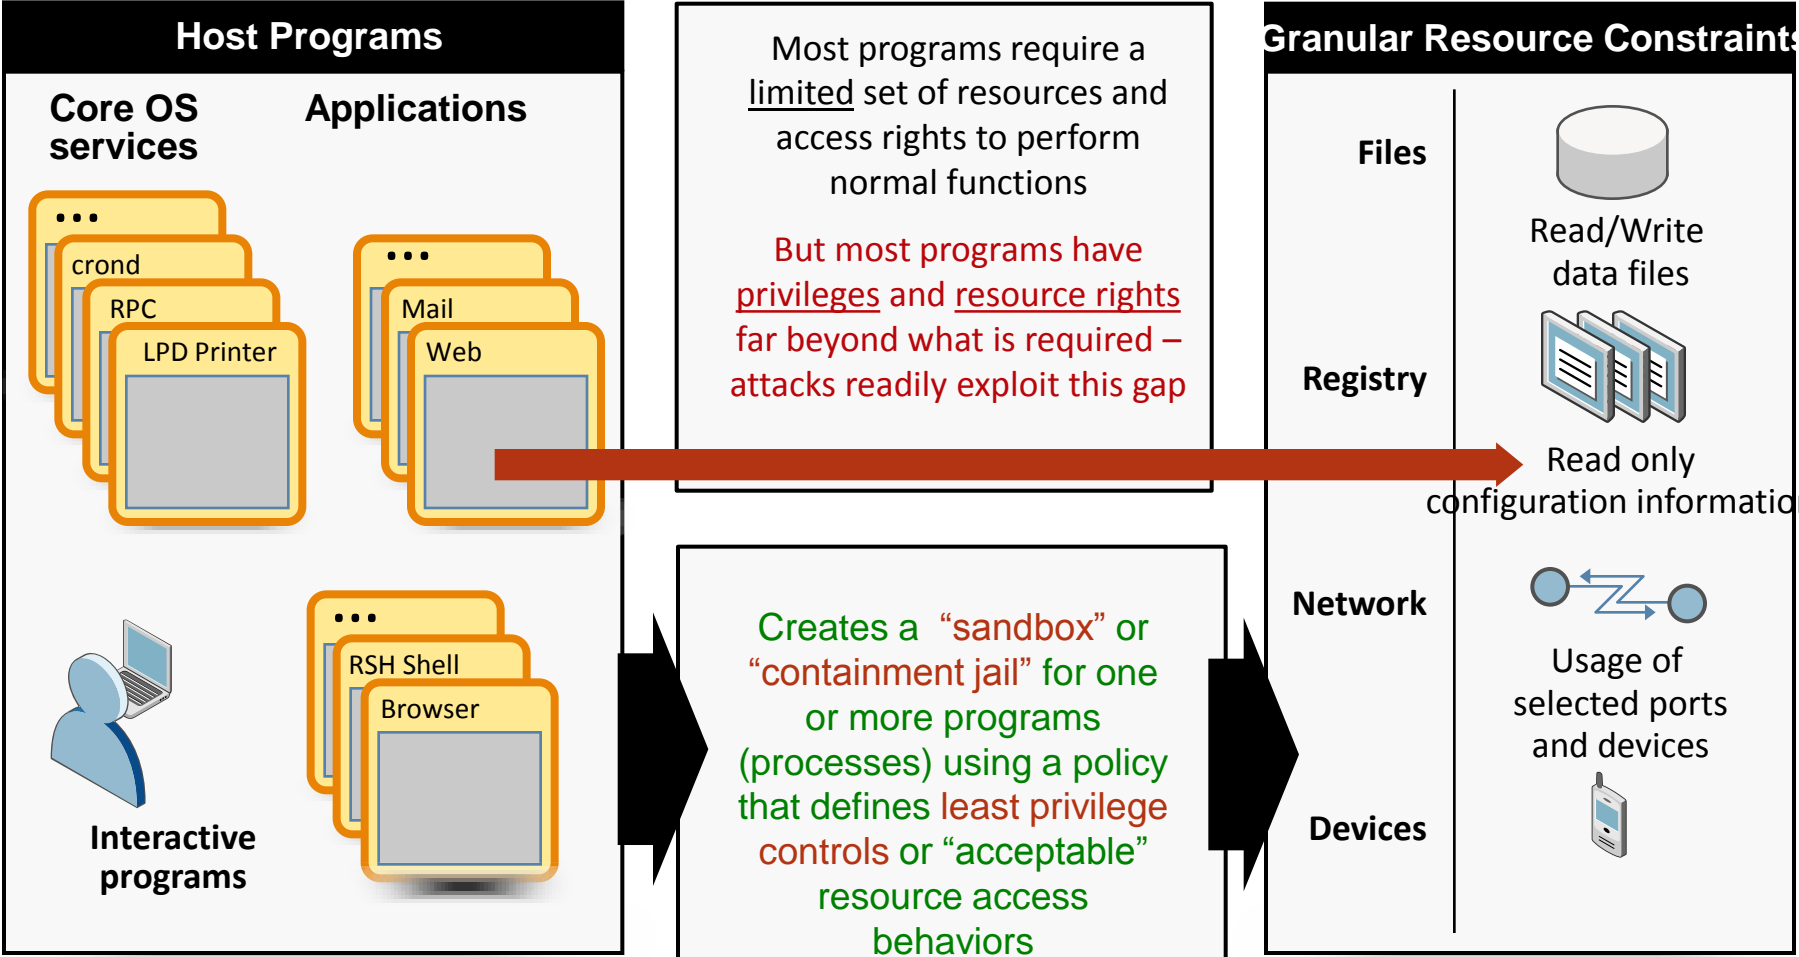 Host Programs
Core OS
services
Applications
...
crond
RPC
LPD Printer
...
Mail
Web
Interactive
programs
...
RSH Shell
Browser
Most programs require a
limited set of resources and
access rights to perform
normal functions
But most programs have
privileges and resource rights
far beyond what is required –
attacks readily exploit this gap
Creates a “sandbox” or
“containment jail” for one
or more programs
(processes) using a policy
that defines least privilege
controls or “acceptable”
resource access
behaviors
Granular Resource Constraints
Files
Read/Write
data files
Registry
Read only
configuration information
Network
Usage of
selected ports
and devices
Devices